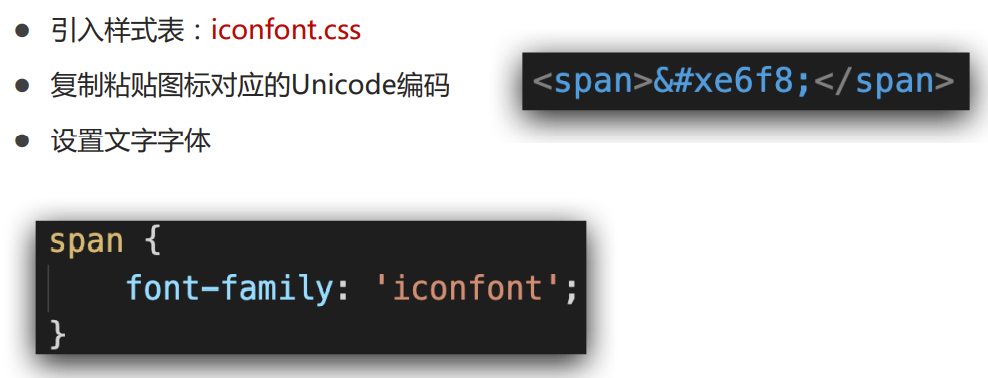 引入样式表：iconfont.css
复制粘贴图标对应的Unicode编码
设置文字字体
<span>&#xe6f8;</span>
span {
    font-family: 'iconfont';
}